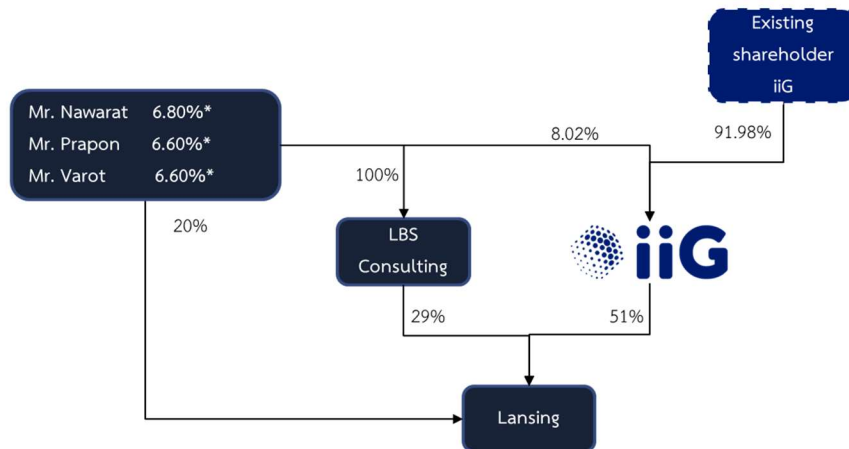 Existing
shareholder
iiG
Mr. Nawarat 6.80%*
Mr. Prapon 6.60%*
Mr. Varot 6.60%*
8.02%
91.98%
100%
20%
LBS
Consulting
iiG
29%
51%
Lansing